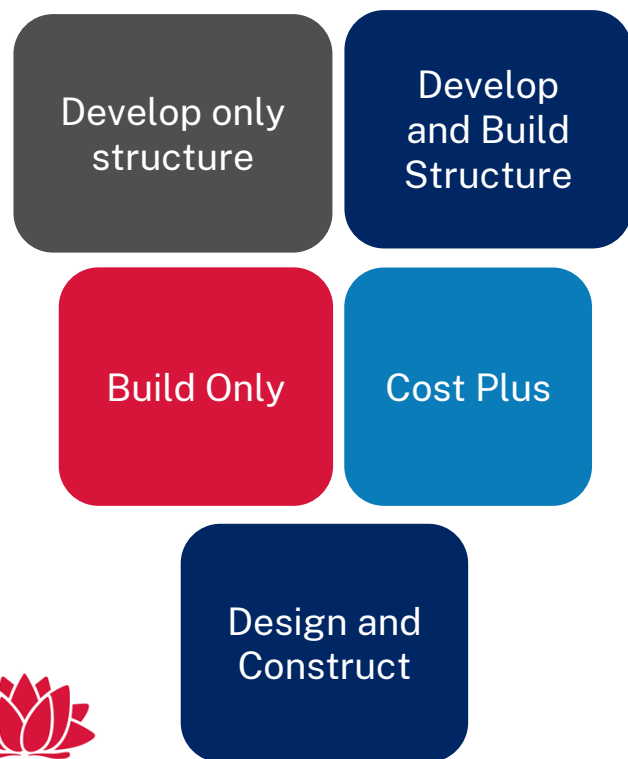 Develop only
structure
Develop
and Build
Structure
Build Only
Cost Plus
Design and
Construct